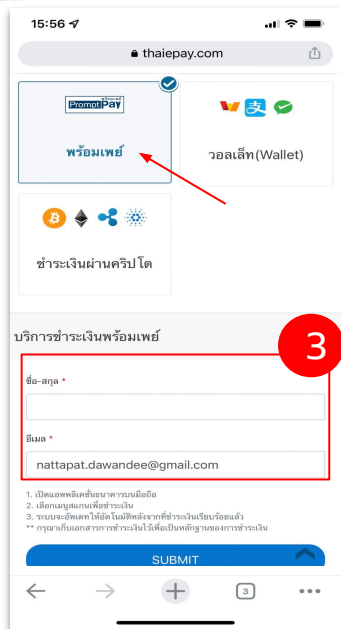 15:56
thaiepay.com
PromptPay
พร้อมเพย์
วอลเล็ท(Wallet)
ชำระเงินผ่านคริปโต
บริการชำระเงินพร้อมเพย์
3
ชื่อ-สกุล *
อีเมล *
nattapat.dawandee@gmail.com
1. เปิดแอพพลิเคชั่นธนาคารบนมือถือ
2. เลือกเมนูสแกนเพื่อชำระเงิน
3. ระบบจะอัพเดทให้อัตโนมัติหลังจากที่ชำระเงินเรียบร้อยแล้ว
** กรุณาเก็บเอกสารการชำระเงินไว้เพื่อเป็นหลักฐานของการชำระเงิน
SUBMIT
3